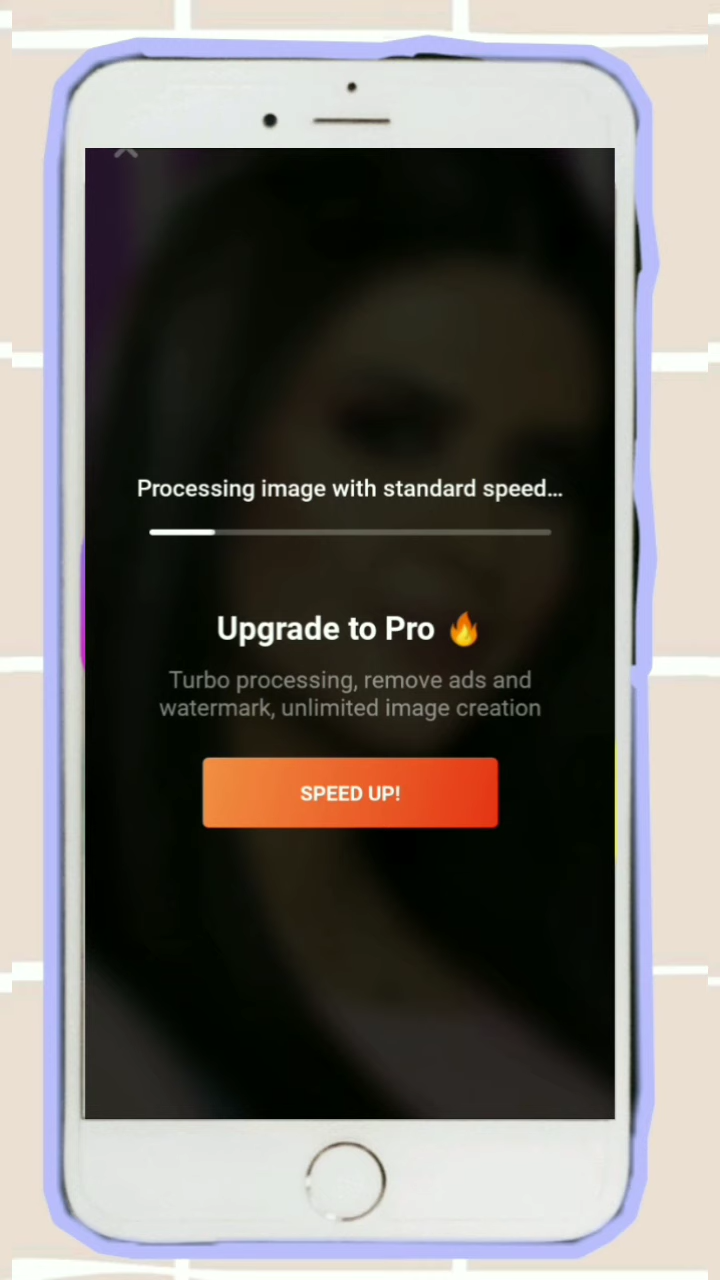 Processing image with standard speed...
Upgrade to Pro 🔥
Turbo processing, remove ads and
watermark, unlimited image creation
SPEED UP!